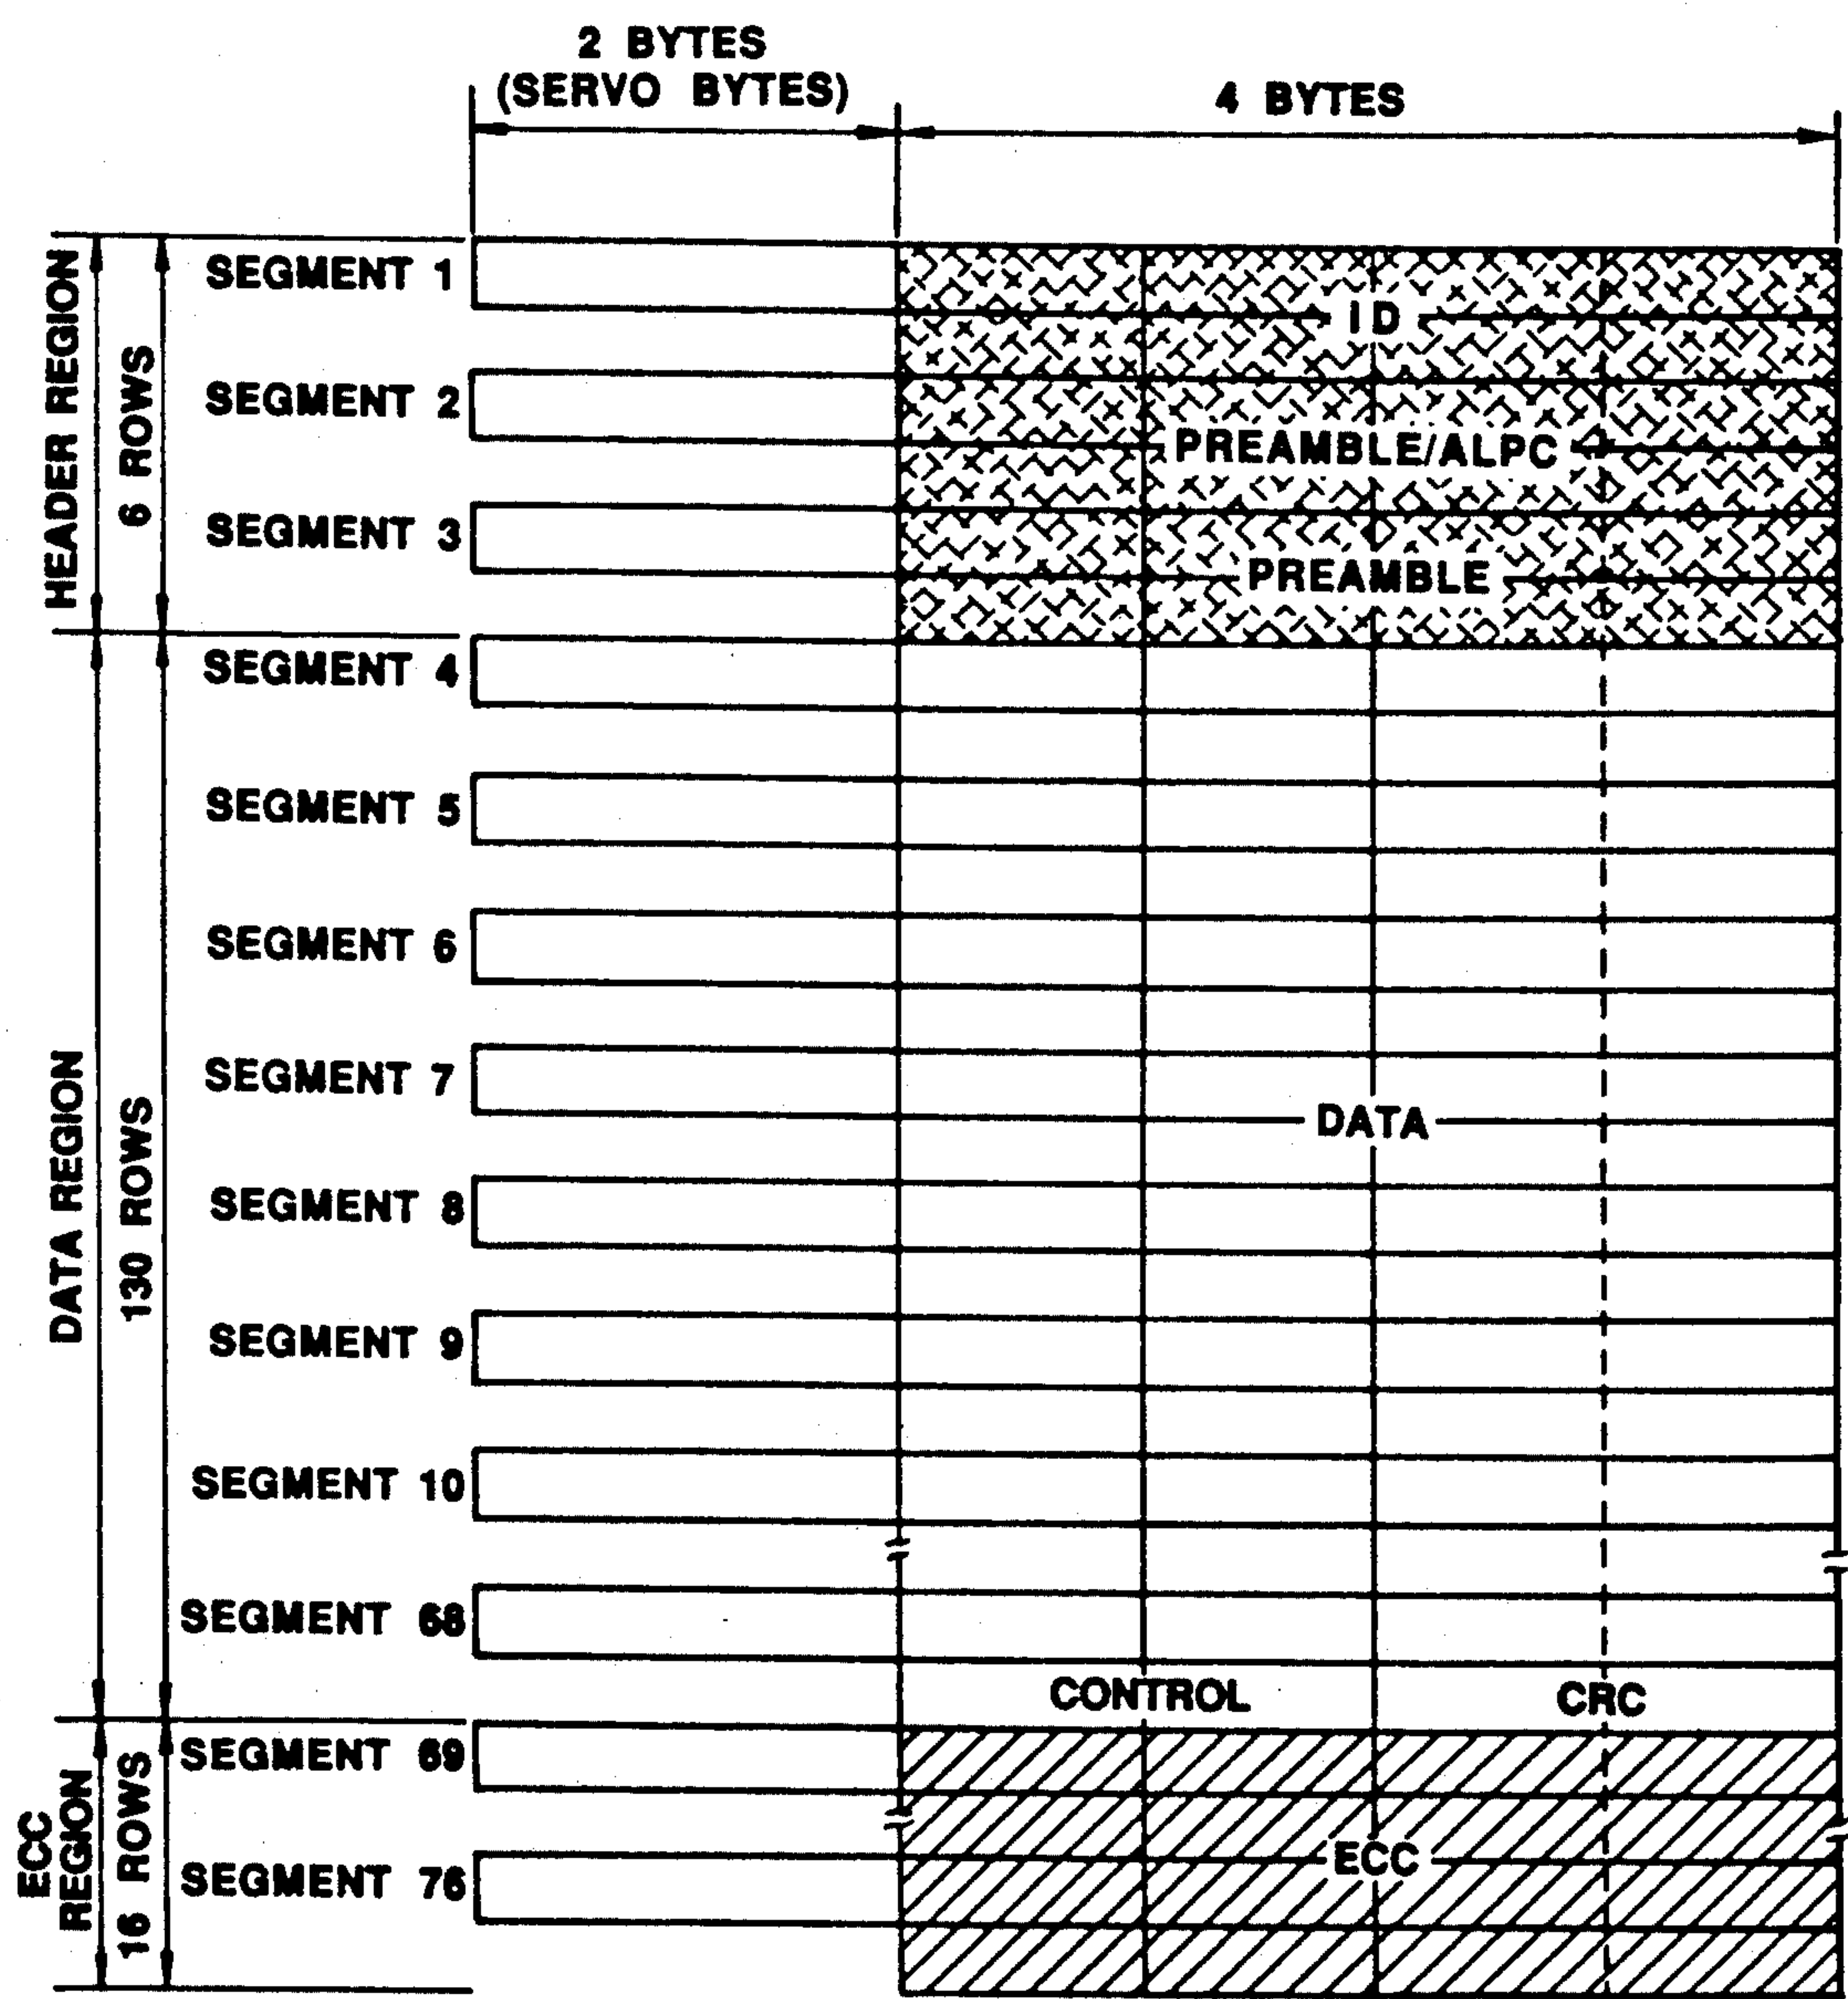 2 BYTES
(SERVO BYTES)
4 BYTES
HEADER REGION
6 ROWS
SEGMENT 1
ID
SEGMENT 2
PREAMBLE/ALPC
SEGMENT 3
PREAMBLE
DATA REGION
130 ROWS
SEGMENT 4
SEGMENT 5
SEGMENT 6
SEGMENT 7
DATA
SEGMENT 8
SEGMENT 9
SEGMENT 10
SEGMENT 68
CONTROL
CRC
ECC
REGION
16 ROWS
SEGMENT 69
ECC
SEGMENT 76